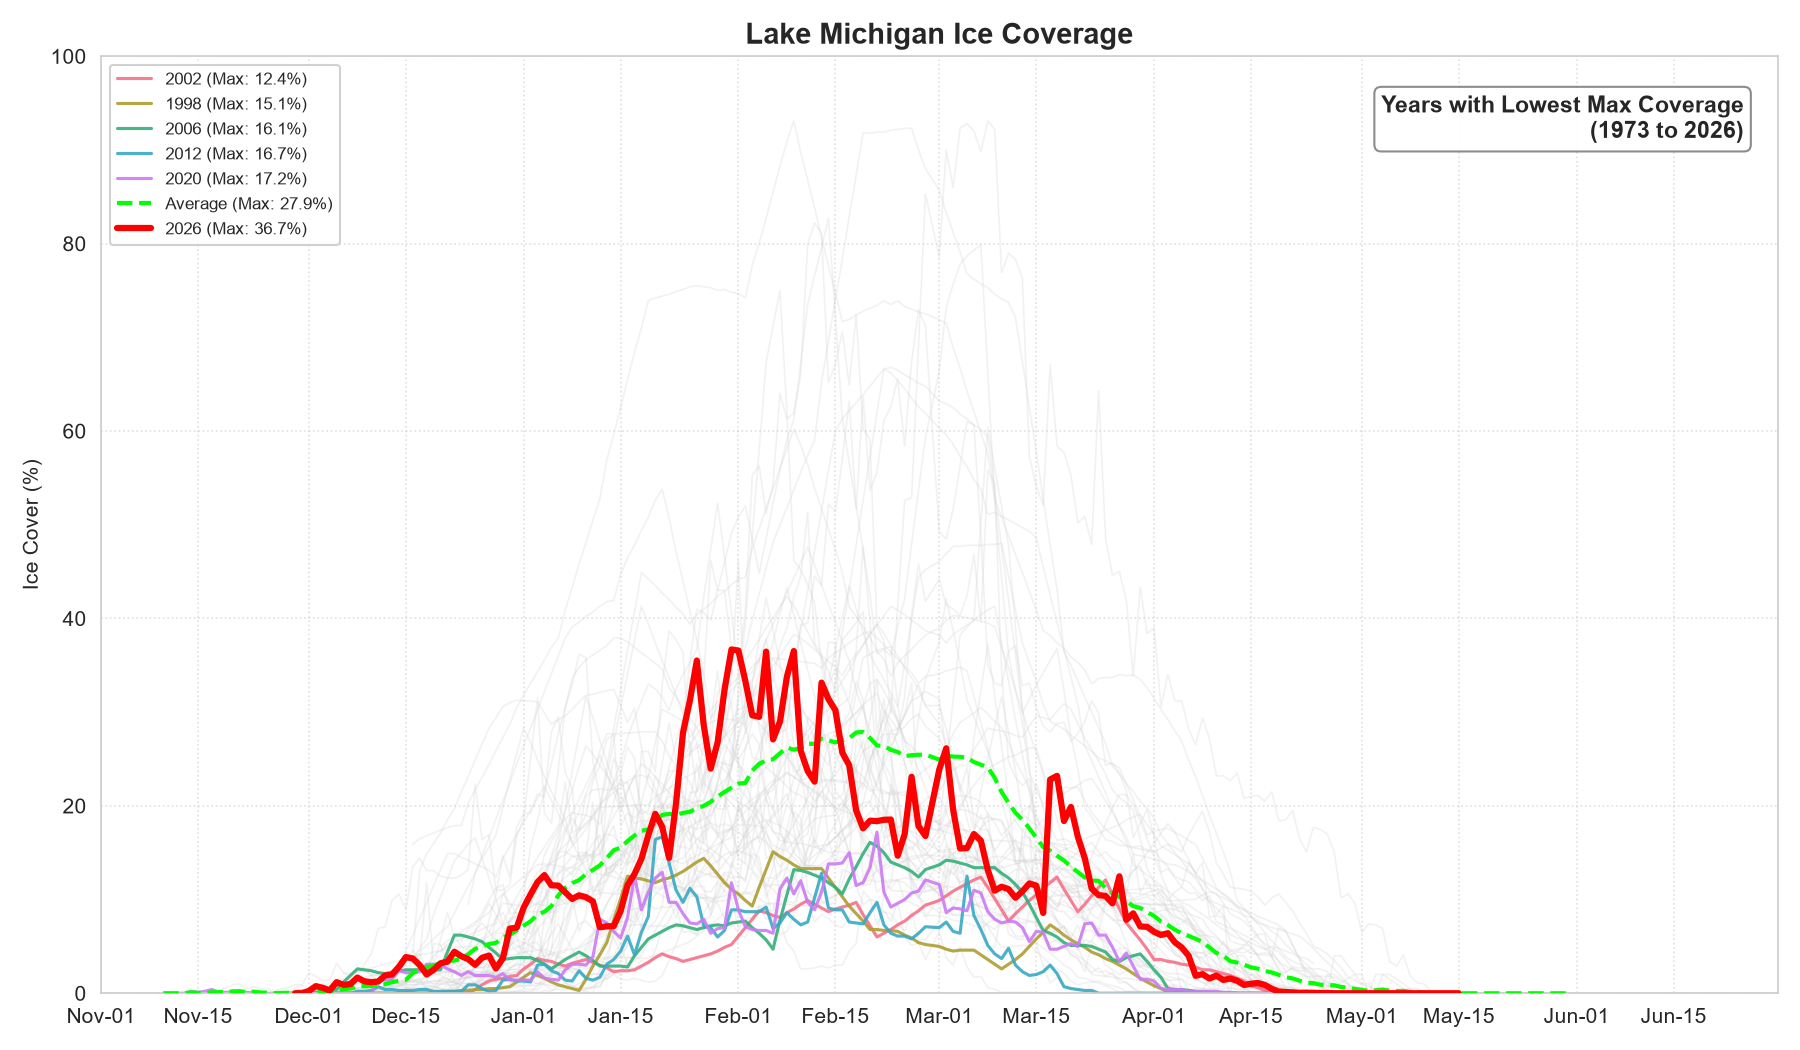 Lake Michigan Ice Coverage
100
80
60
40
20
0
Ice Cover (%)
2002 (Max: 12.4%)
1998 (Max: 15.1%)
2006 (Max: 16.1%)
2012 (Max: 16.7%)
2020 (Max: 17.2%)
Average (Max: 27.9%)
2026 (Max: 36.7%)
Years with Lowest Max Coverage
(1973 to 2026)
Nov-01 Nov-15 Dec-01 Dec-15 Jan-01 Jan-15 Feb-01 Feb-15 Mar-01 Mar-15 Apr-01 Apr-15 May-01 May-15 Jun-01 Jun-15